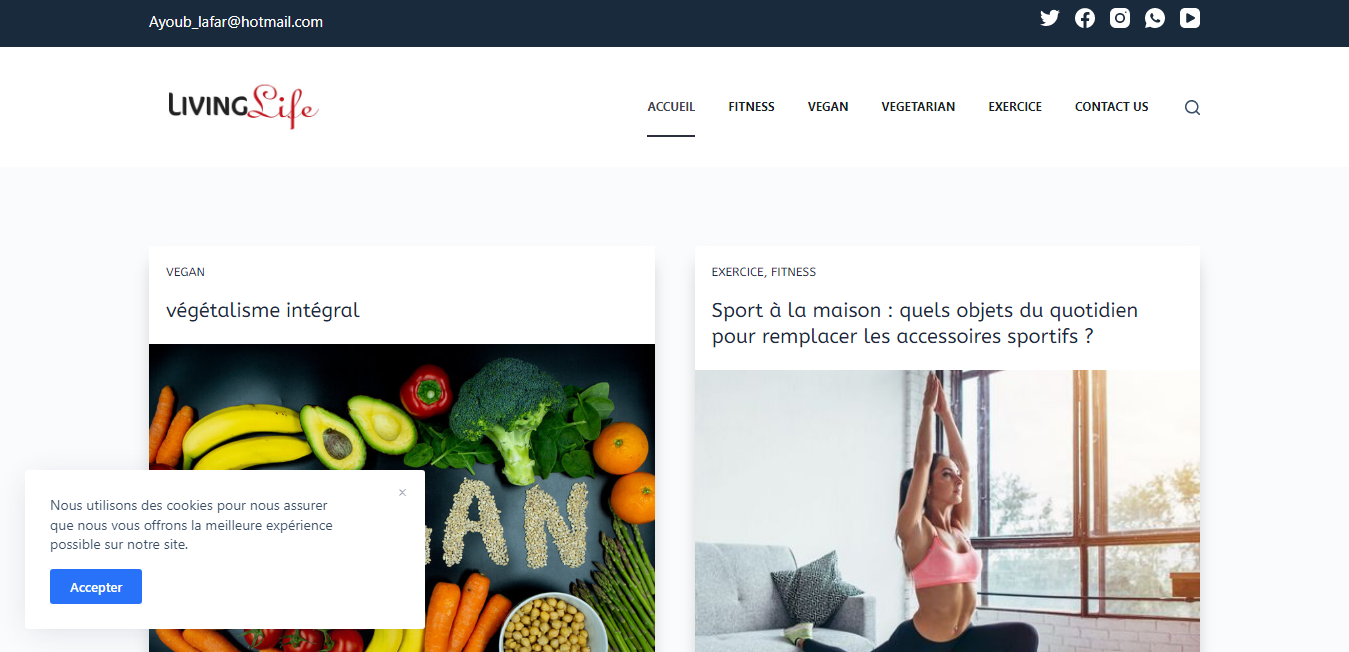 Ayoub_lafar@hotmail.com
LIVING Life
ACCUEIL FITNESS VEGAN VEGETARIAN EXERCICE CONTACT US
VEGAN
végétalisme intégral
EXERCICE, FITNESS
Sport à la maison : quels objets du quotidien
pour remplacer les accessoires sportifs ?
AN
Nous utilisons des cookies pour nous assurer
que nous vous offrons la meilleure expérience
possible sur notre site.
Accepter